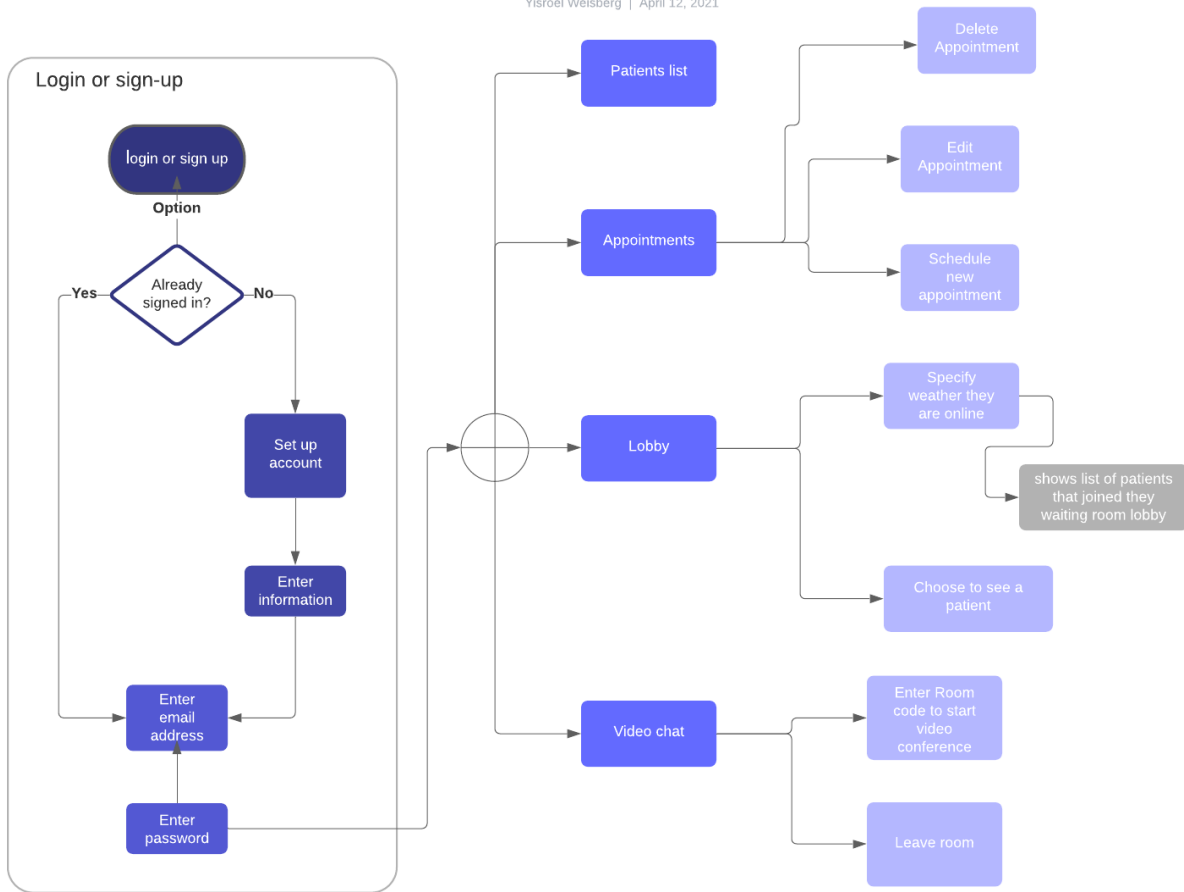 Yisroel Weisberg | April 12, 2021
Login or sign-up
login or sign up
Option
Already
signed in?
Yes
No
Set up
account
Enter
information
Enter
email
address
Enter
password
Patients list
Appointments
Lobby
Video chat
Delete
Appointment
Edit
Appointment
Schedule
new
appointment
Specify
weather they
are online
shows list of patients
that joined they
waiting room lobby
Choose to see a
patient
Enter Room
code to start
video
conference
Leave room